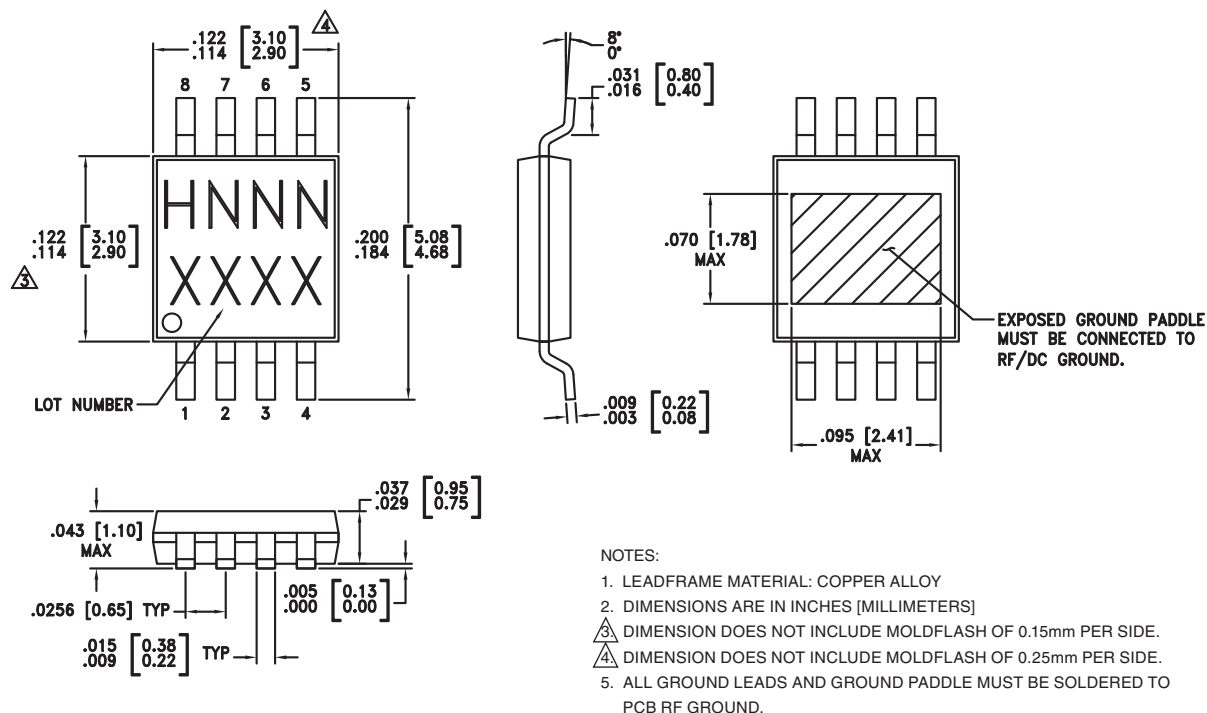 .122 [3.10]
.114 [2.90]
4
8 7 6 5
HNNN
XXXX
.122 [3.10]
.114 [2.90]
3
.200 [5.08]
.184 [4.68]
LOT NUMBER
1 2 3 4
8°
0°
.031 [0.80]
.016 [0.40]
.009 [0.22]
.003 [0.08]
.070 [1.78]
MAX
EXPOSED GROUND PADDLE
MUST BE CONNECTED TO
RF/DC GROUND.
.095 [2.41]
MAX
.037 [0.95]
.029 [0.75]
.043 [1.10]
MAX
.005 [0.13]
.000 [0.00]
.0256 [0.65] TYP
.015 [0.38]
.009 [0.22]
TYP
NOTES:
1. LEADFRAME MATERIAL: COPPER ALLOY
2. DIMENSIONS ARE IN INCHES [MILLIMETERS]
3. DIMENSION DOES NOT INCLUDE MOLDFLASH OF 0.15mm PER SIDE.
4. DIMENSION DOES NOT INCLUDE MOLDFLASH OF 0.25mm PER SIDE.
5. ALL GROUND LEADS AND GROUND PADDLE MUST BE SOLDERED TO
PCB RF GROUND.